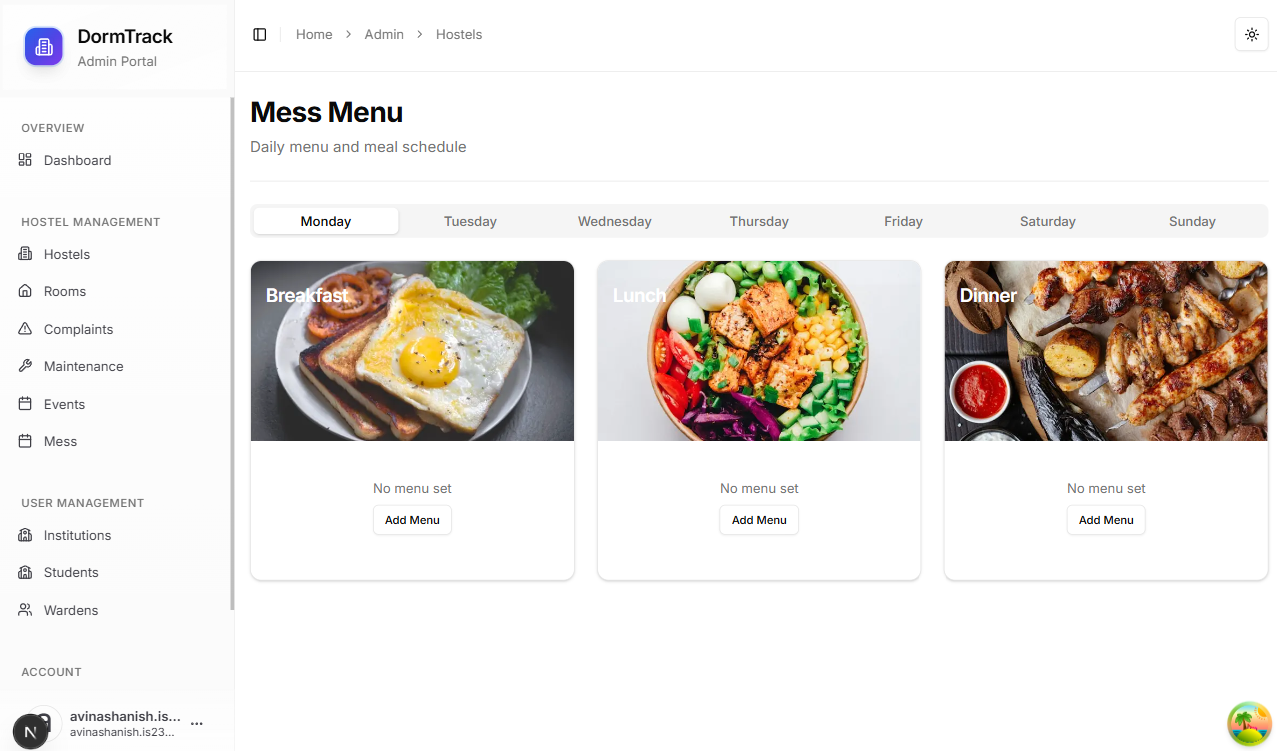 DormTrack
Admin Portal
OVERVIEW
Dashboard
HOSTEL MANAGEMENT
Hostels
Rooms
Complaints
Maintenance
Events
Mess
USER MANAGEMENT
Institutions
Students
Wardens
ACCOUNT
avinashanish.is...
avinashanish.is23...
N
Home > Admin > Hostels
Mess Menu
Daily menu and meal schedule
Monday Tuesday Wednesday Thursday Friday Saturday Sunday
Breakfast
No menu set
Add Menu
Lunch
No menu set
Add Menu
Dinner
No menu set
Add Menu